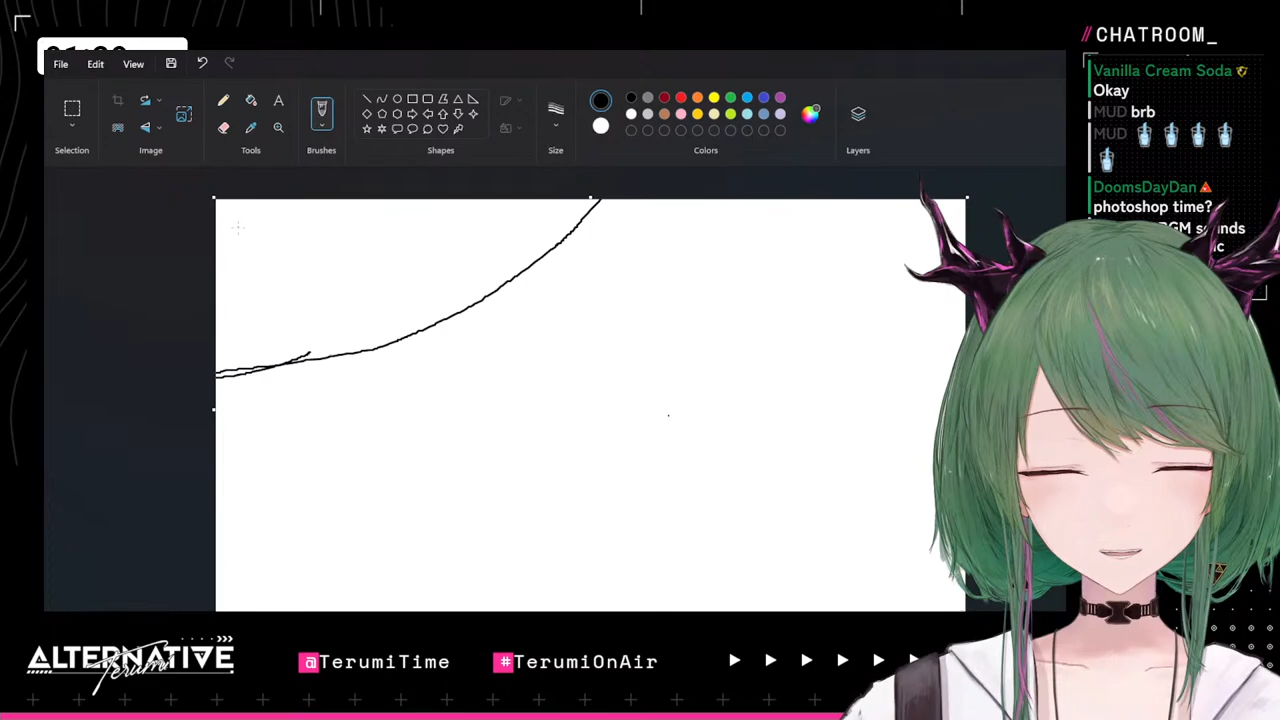 //CHATROOM_
Vanilla Cream Soda
Okay
MUD brb
MUD
DoomsDayDan
photoshop time?
File Edit View
Selection
Image
Tools
Brushes
Shapes
Size
Colors
Layers
ALTERNATIVE
Terumi
@TerumiTime
#TerumiOnAir